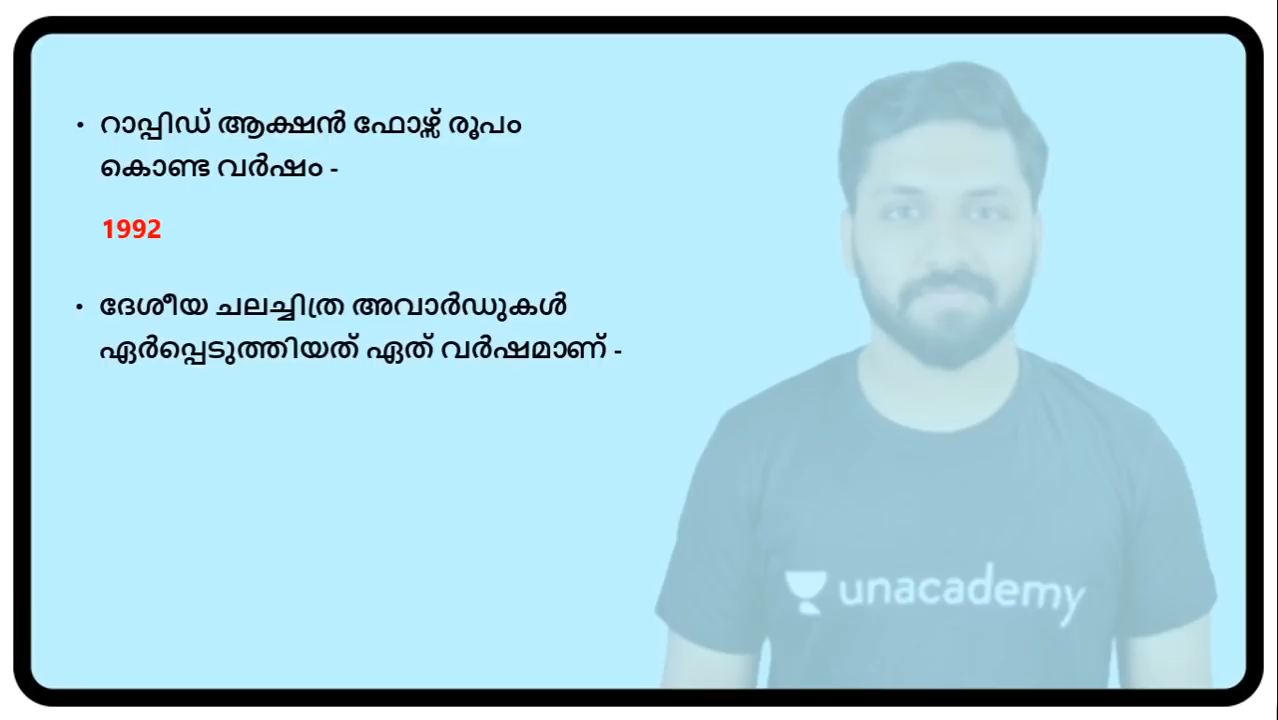 • റാപ്പിഡ് ആക്ഷൻ ഫോഴ്സ് രൂപം
കൊണ്ട വർഷം -
1992
• ദേശീയ ചലച്ചിത്ര അവാർഡുകൾ
ഏർപ്പെടുത്തിയത് ഏത് വർഷമാണ് -
unacademy